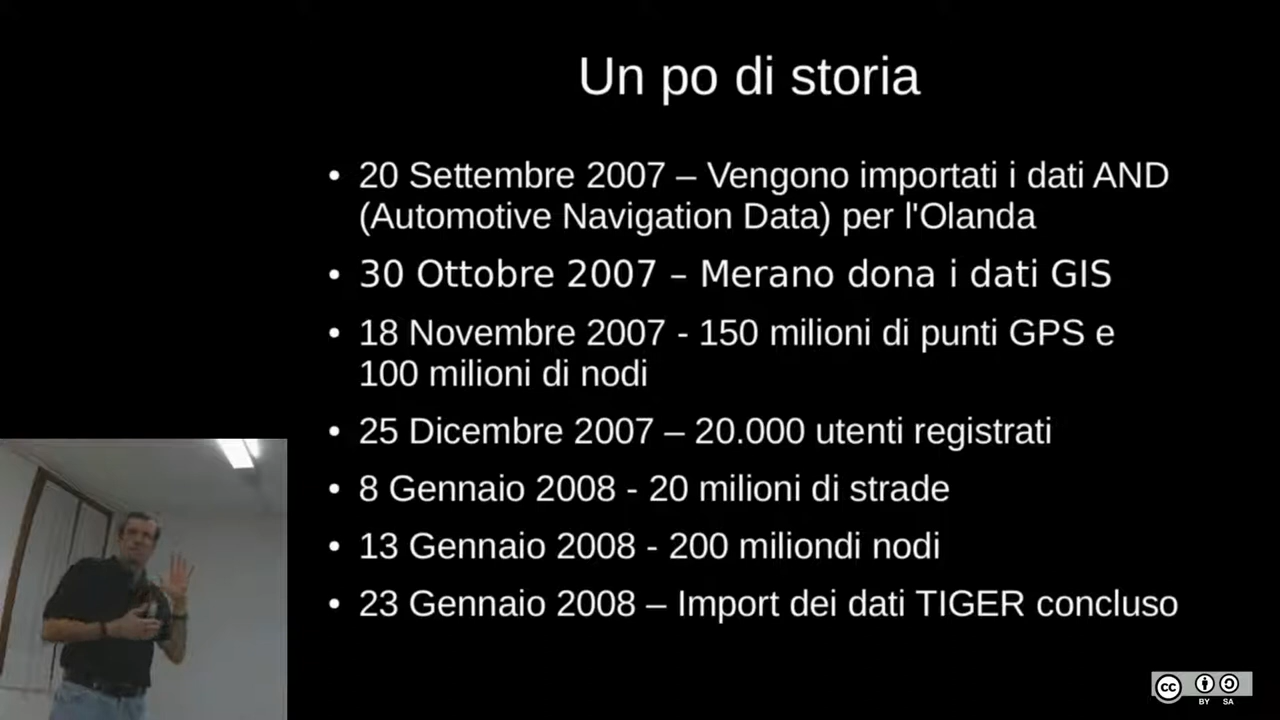 Un po di storia
• 20 Settembre 2007 – Vengono importati i dati AND
(Automotive Navigation Data) per l'Olanda
• 30 Ottobre 2007 – Merano dona i dati GIS
• 18 Novembre 2007 - 150 milioni di punti GPS e
100 milioni di nodi
• 25 Dicembre 2007 – 20.000 utenti registrati
• 8 Gennaio 2008 - 20 milioni di strade
• 13 Gennaio 2008 - 200 miliondi nodi
• 23 Gennaio 2008 – Import dei dati TIGER concluso
cc BY SA